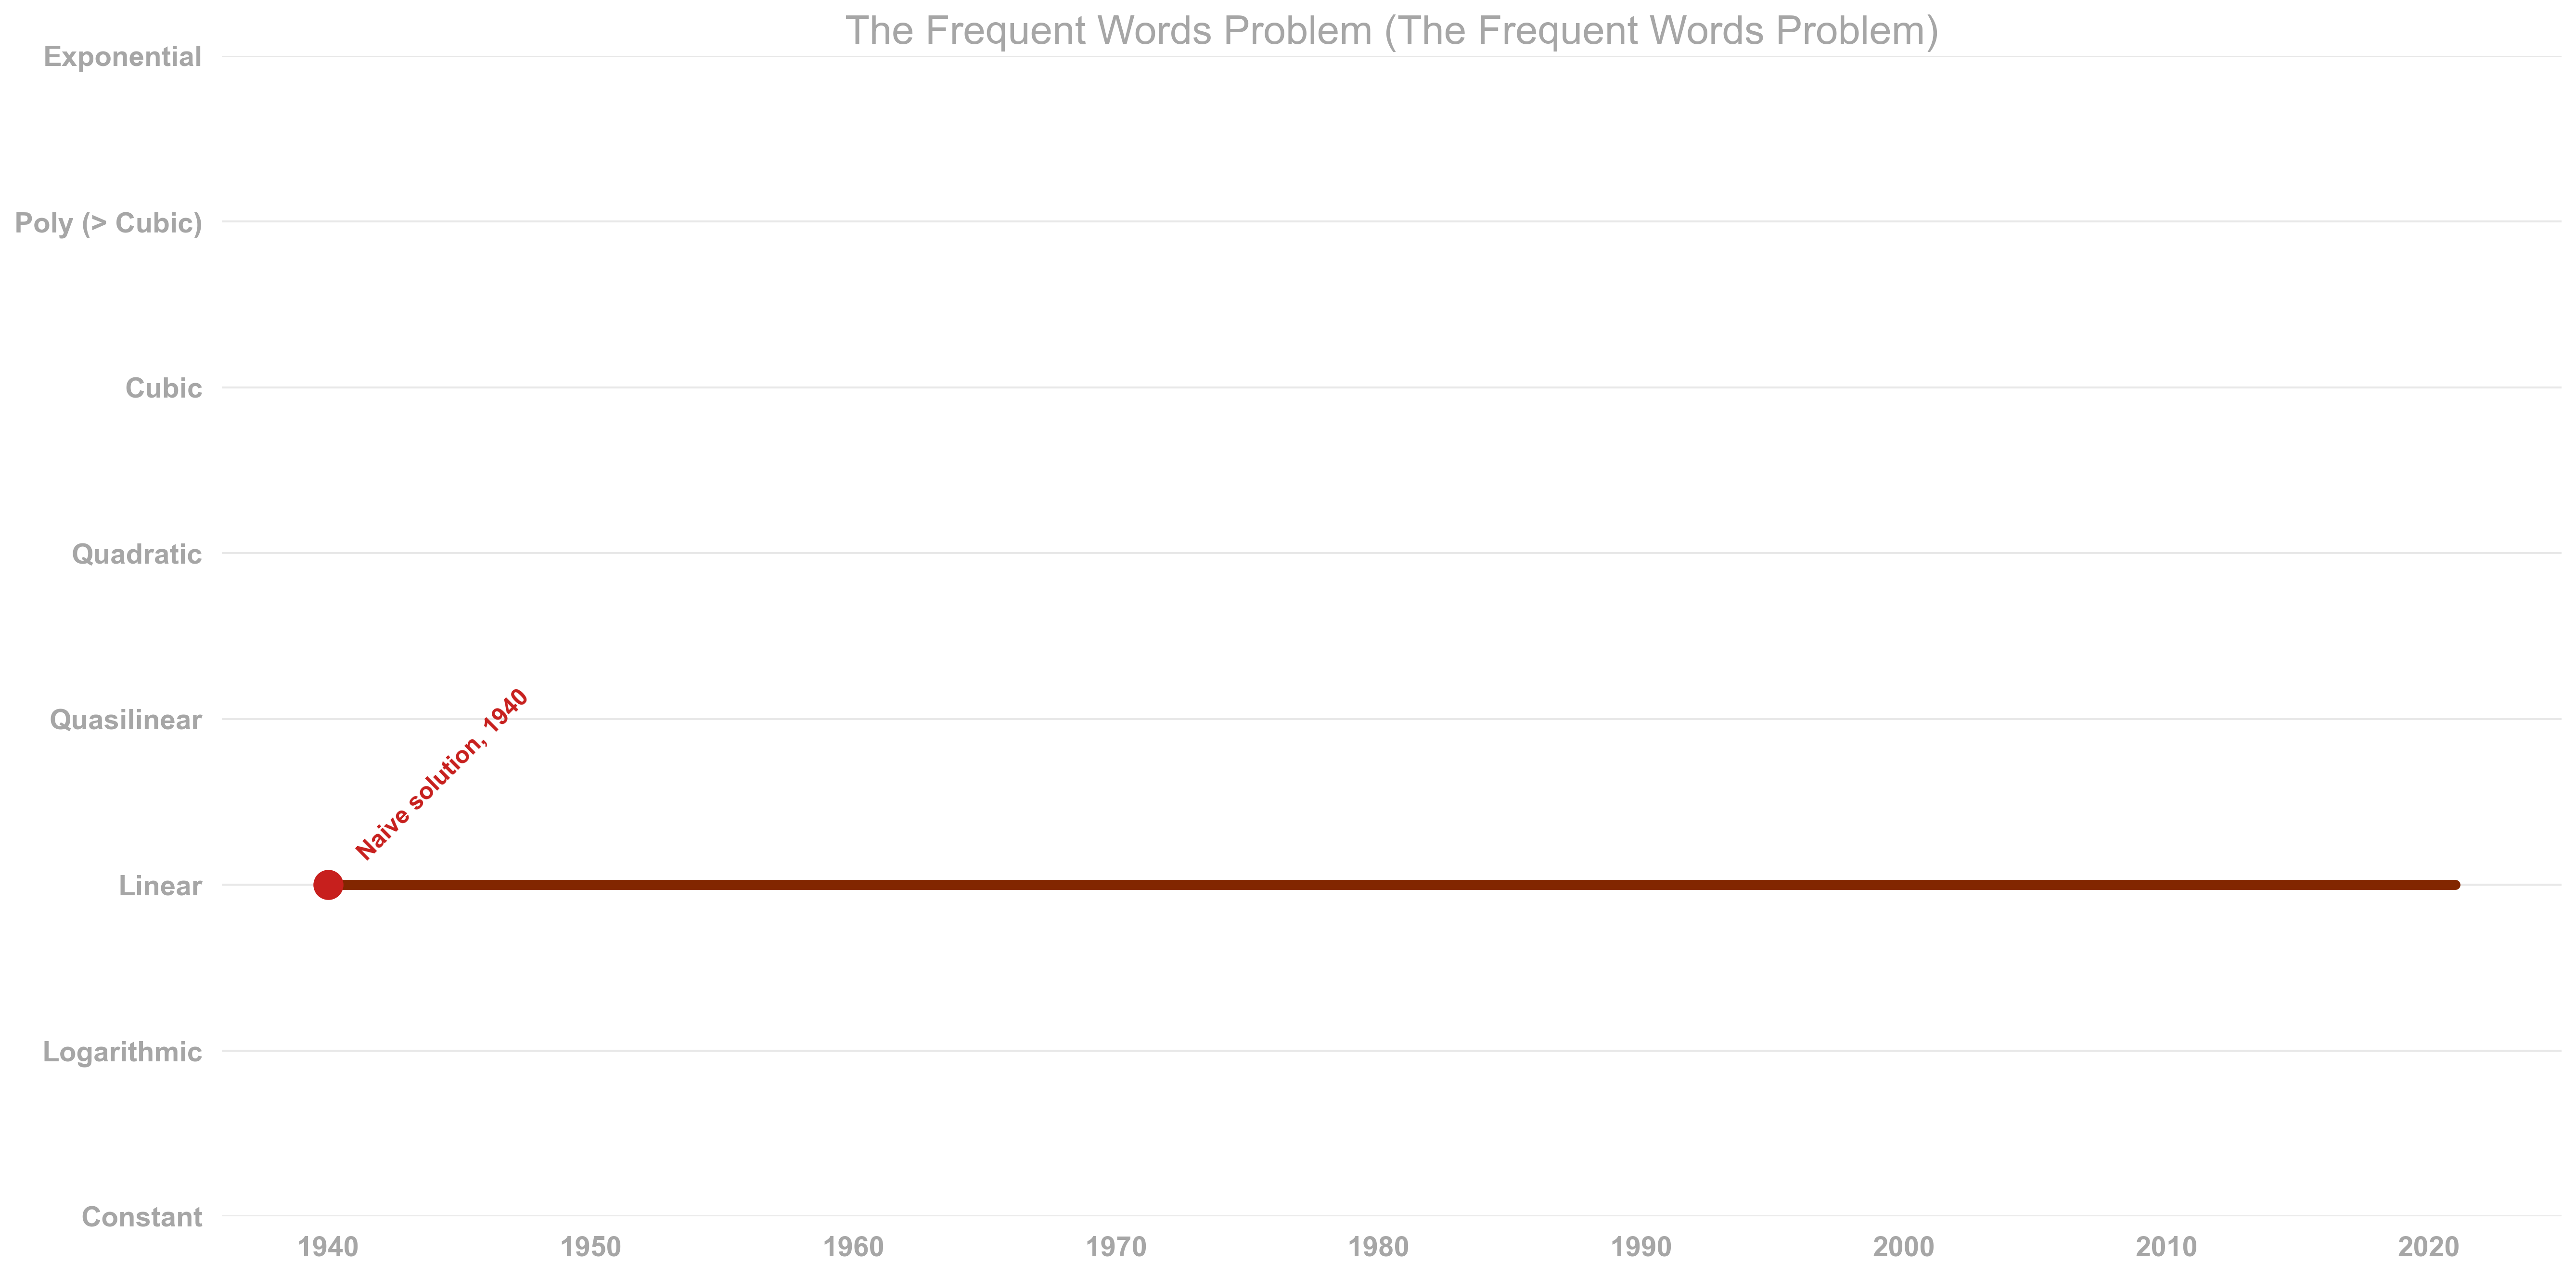 The Frequent Words Problem (The Frequent Words Problem)
Exponential
Poly (> Cubic)
Cubic
Quadratic
Quasilinear
Naive solution, 1940
Linear
Logarithmic
Constant
1940 1950 1960 1970 1980 1990 2000 2010 2020